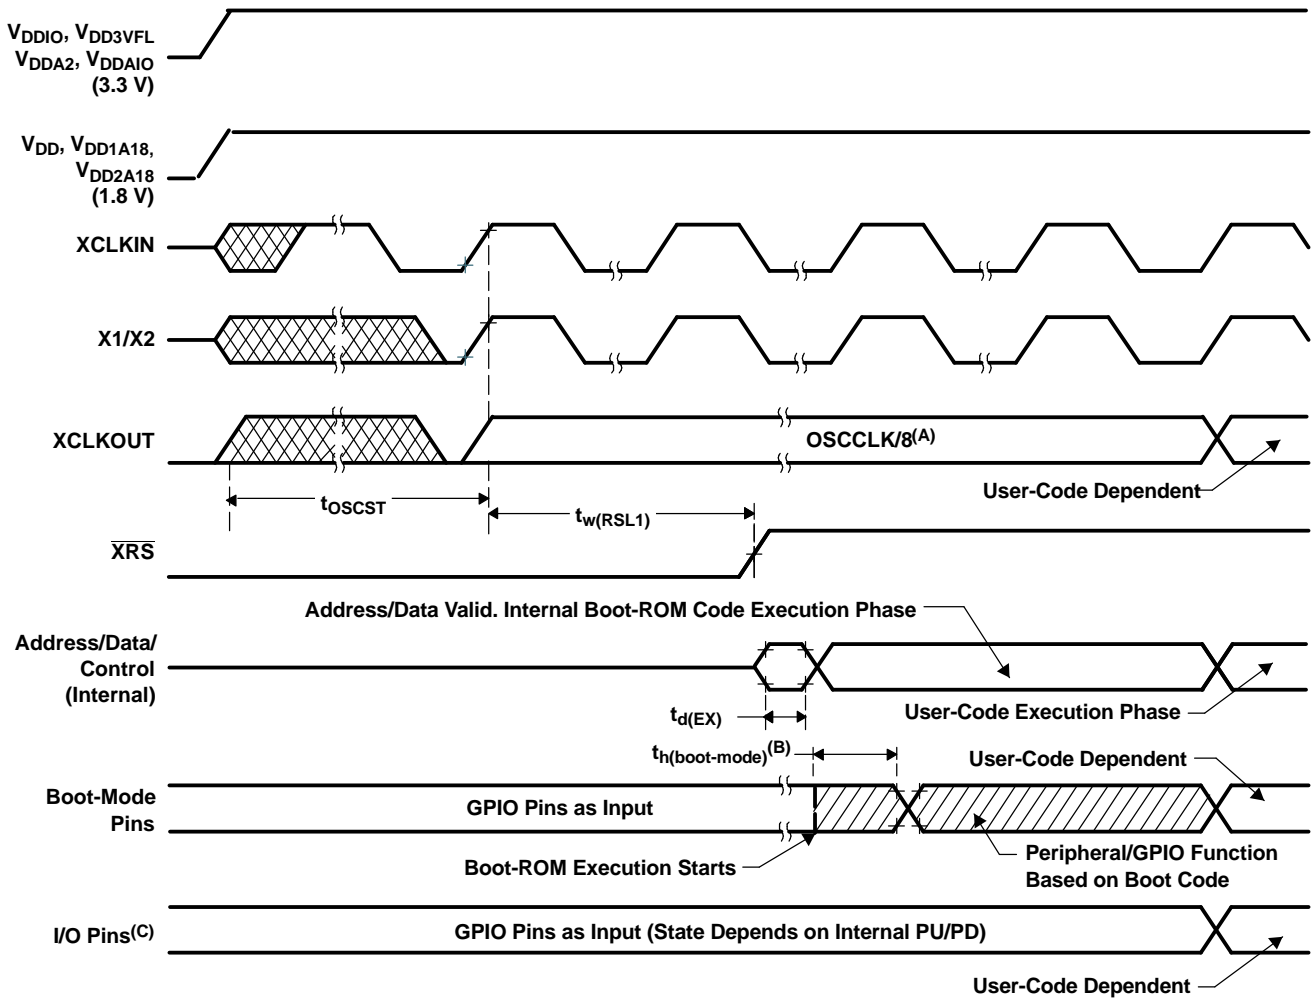 VDDIO, VDD3VFL
VDDA2, VDDAIO
(3.3 V)
VDD, VDD1A18,
VDD2A18
(1.8 V)
XCLKIN
X1/X2
XCLKOUT
OSCCLK/8(A)
User-Code Dependent
tOSCST
tw(RSL1)
XRS
Address/Data Valid. Internal Boot-ROM Code Execution Phase
Address/Data/
Control
(Internal)
td(EX)
User-Code Execution Phase
th(boot-mode)(B)
User-Code Dependent
Boot-Mode
Pins
GPIO Pins as Input
Boot-ROM Execution Starts
Peripheral/GPIO Function
Based on Boot Code
I/O Pins(C)
GPIO Pins as Input (State Depends on Internal PU/PD)
User-Code Dependent